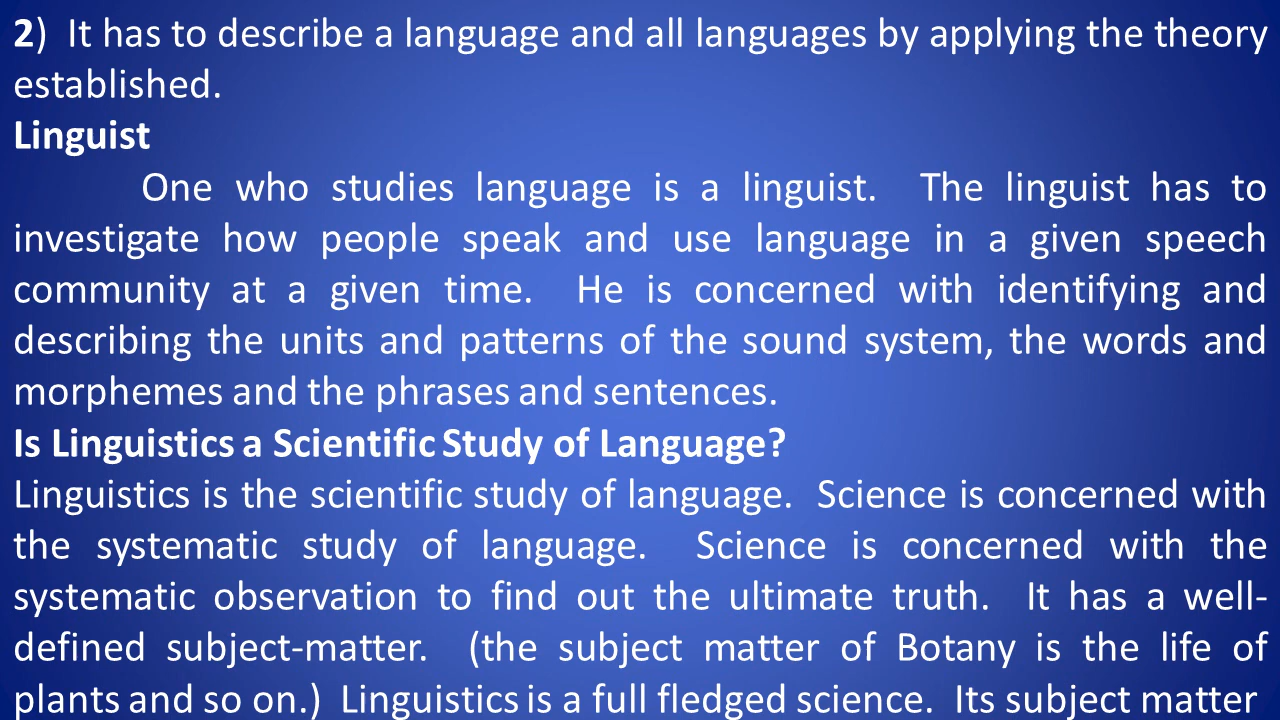 2) It has to describe a language and all languages by applying the theory
established.
Linguist
One who studies language is a linguist. The linguist has to
investigate how people speak and use language in a given speech
community at a given time. He is concerned with identifying and
describing the units and patterns of the sound system, the words and
morphemes and the phrases and sentences.
Is Linguistics a Scientific Study of Language?
Linguistics is the scientific study of language. Science is concerned with
the systematic study of language. Science is concerned with the
systematic observation to find out the ultimate truth. It has a well-
defined subject-matter. (the subject matter of Botany is the life of
plants and so on.) Linguistics is a full fledged science. Its subject matter